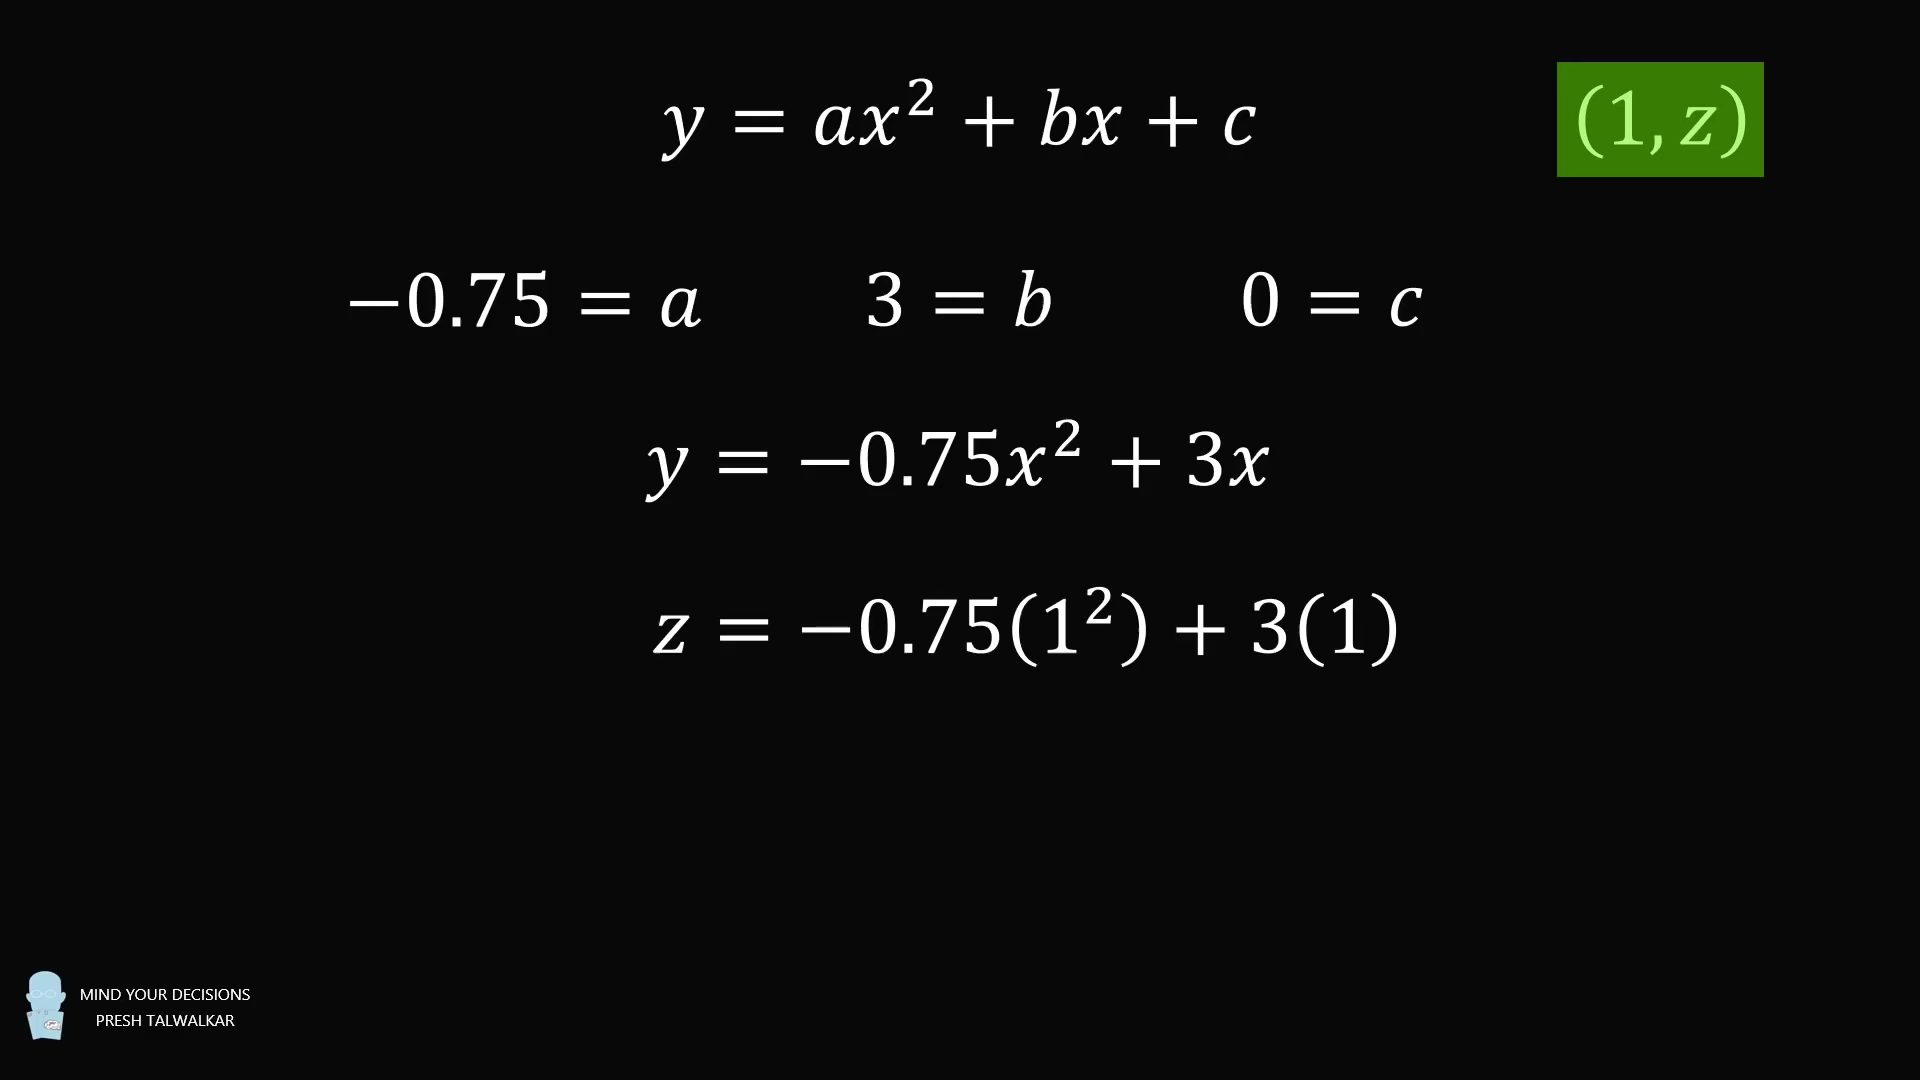 y = ax² + bx + c
(1, z)
−0.75 = a 3 = b 0 = c
y = −0.75x² + 3x
z = −0.75(1²) + 3(1)
MIND YOUR DECISIONS
PRESH TALWALKAR